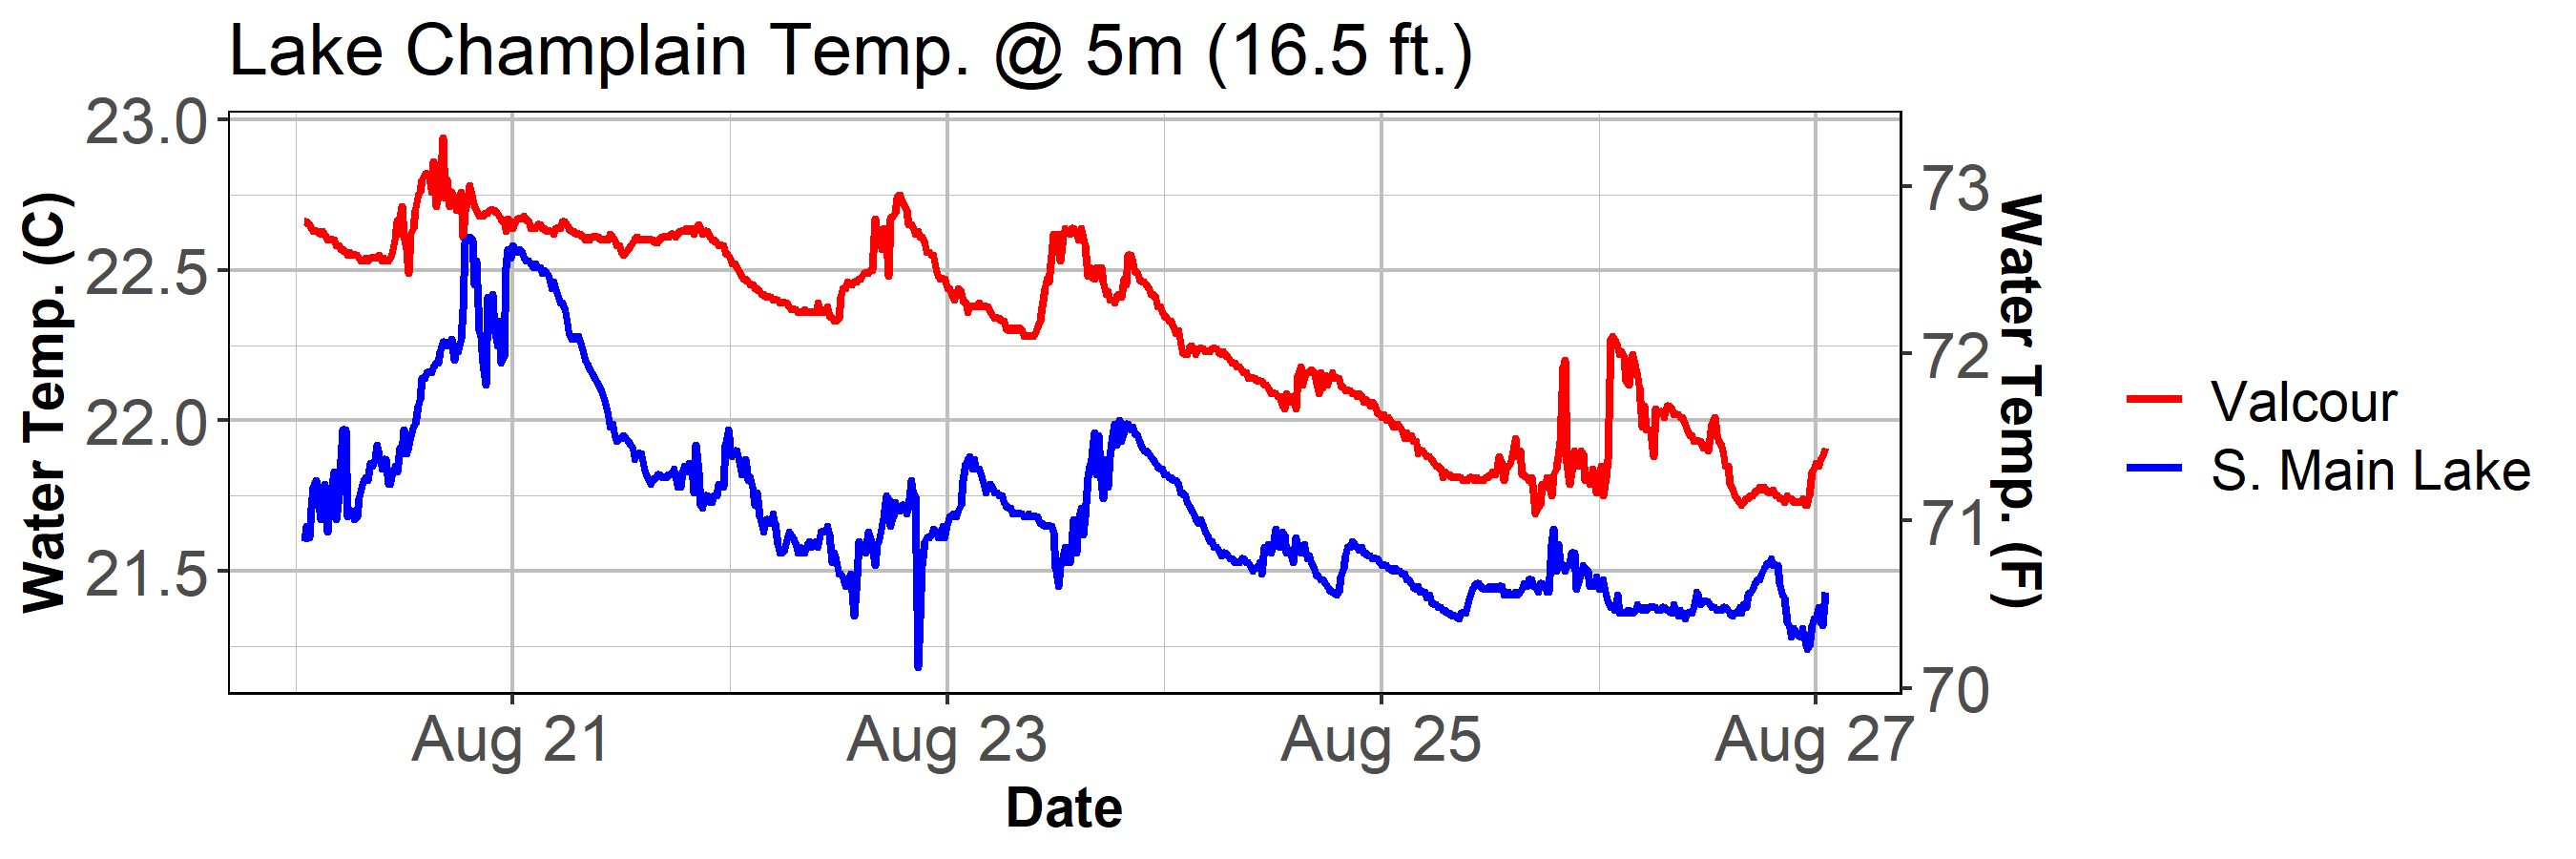 Lake Champlain Temp. @ 5m (16.5 ft.)
Water Temp. (C)
23.0
22.5
22.0
21.5
Water Temp. (F)
73
72
71
70
Aug 21
Aug 23
Aug 25
Aug 27
Date
Valcour
S. Main Lake